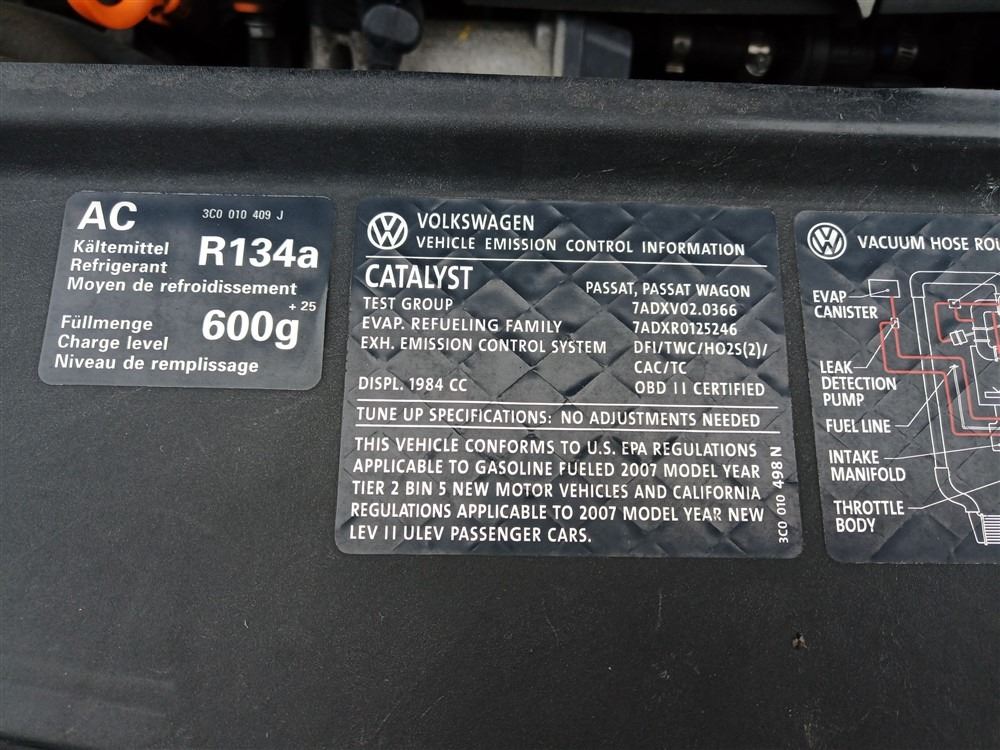 AC 3C0 010 409 J
Kältemittel
Refrigerant R134a
Moyen de refroidissement
Füllmenge 600g +25
Charge level
Niveau de remplissage
VOLKSWAGEN
VEHICLE EMISSION CONTROL INFORMATION
CATALYST PASSAT, PASSAT WAGON
TEST GROUP 7ADXV02.0366
EVAP. REFUELING FAMILY 7ADXR0125246
EXH. EMISSION CONTROL SYSTEM DFI/TWC/HO2S(2)/
CAC/TC
DISPL. 1984 CC OBD II CERTIFIED
TUNE UP SPECIFICATIONS: NO ADJUSTMENTS NEEDED
THIS VEHICLE CONFORMS TO U.S. EPA REGULATIONS
APPLICABLE TO GASOLINE FUELED 2007 MODEL YEAR
TIER 2 BIN 5 NEW MOTOR VEHICLES AND CALIFORNIA
REGULATIONS APPLICABLE TO 2007 MODEL YEAR NEW
LEV II ULEV PASSENGER CARS.
3C0 010 498 N
VACUUM HOSE ROU
EVAP
CANISTER
LEAK
DETECTION
PUMP
FUEL LINE
INTAKE
MANIFOLD
THROTTLE
BODY